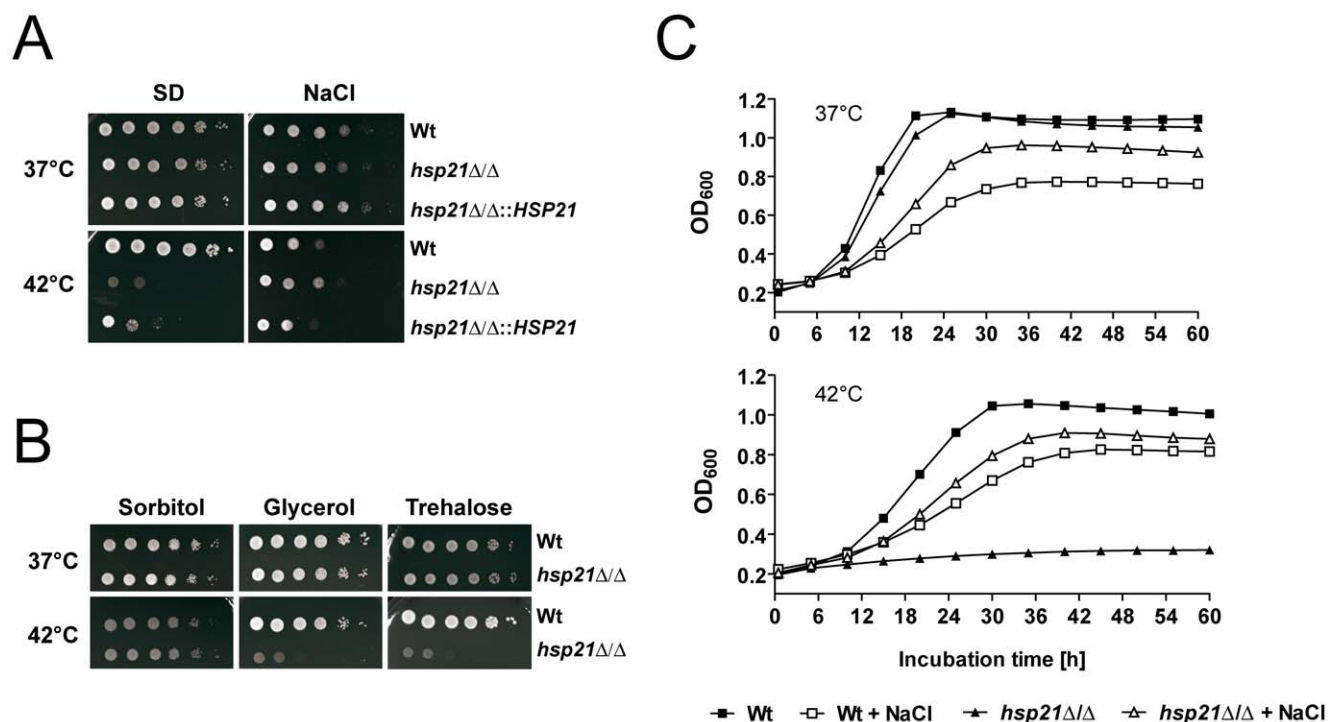 A
SD NaCl
37°C
Wt
hsp21Δ/Δ
hsp21Δ/Δ::HSP21
42°C
Wt
hsp21Δ/Δ
hsp21Δ/Δ::HSP21
B
Sorbitol Glycerol Trehalose
37°C
Wt
hsp21Δ/Δ
42°C
Wt
hsp21Δ/Δ
C
37°C
OD600
1.2
1.0
0.8
0.6
0.4
0.2
0 6 12 18 24 30 36 42 48 54 60
42°C
OD600
1.2
1.0
0.8
0.6
0.4
0.2
0 6 12 18 24 30 36 42 48 54 60
Incubation time [h]
Wt Wt + NaCl hsp21Δ/Δ hsp21Δ/Δ + NaCl